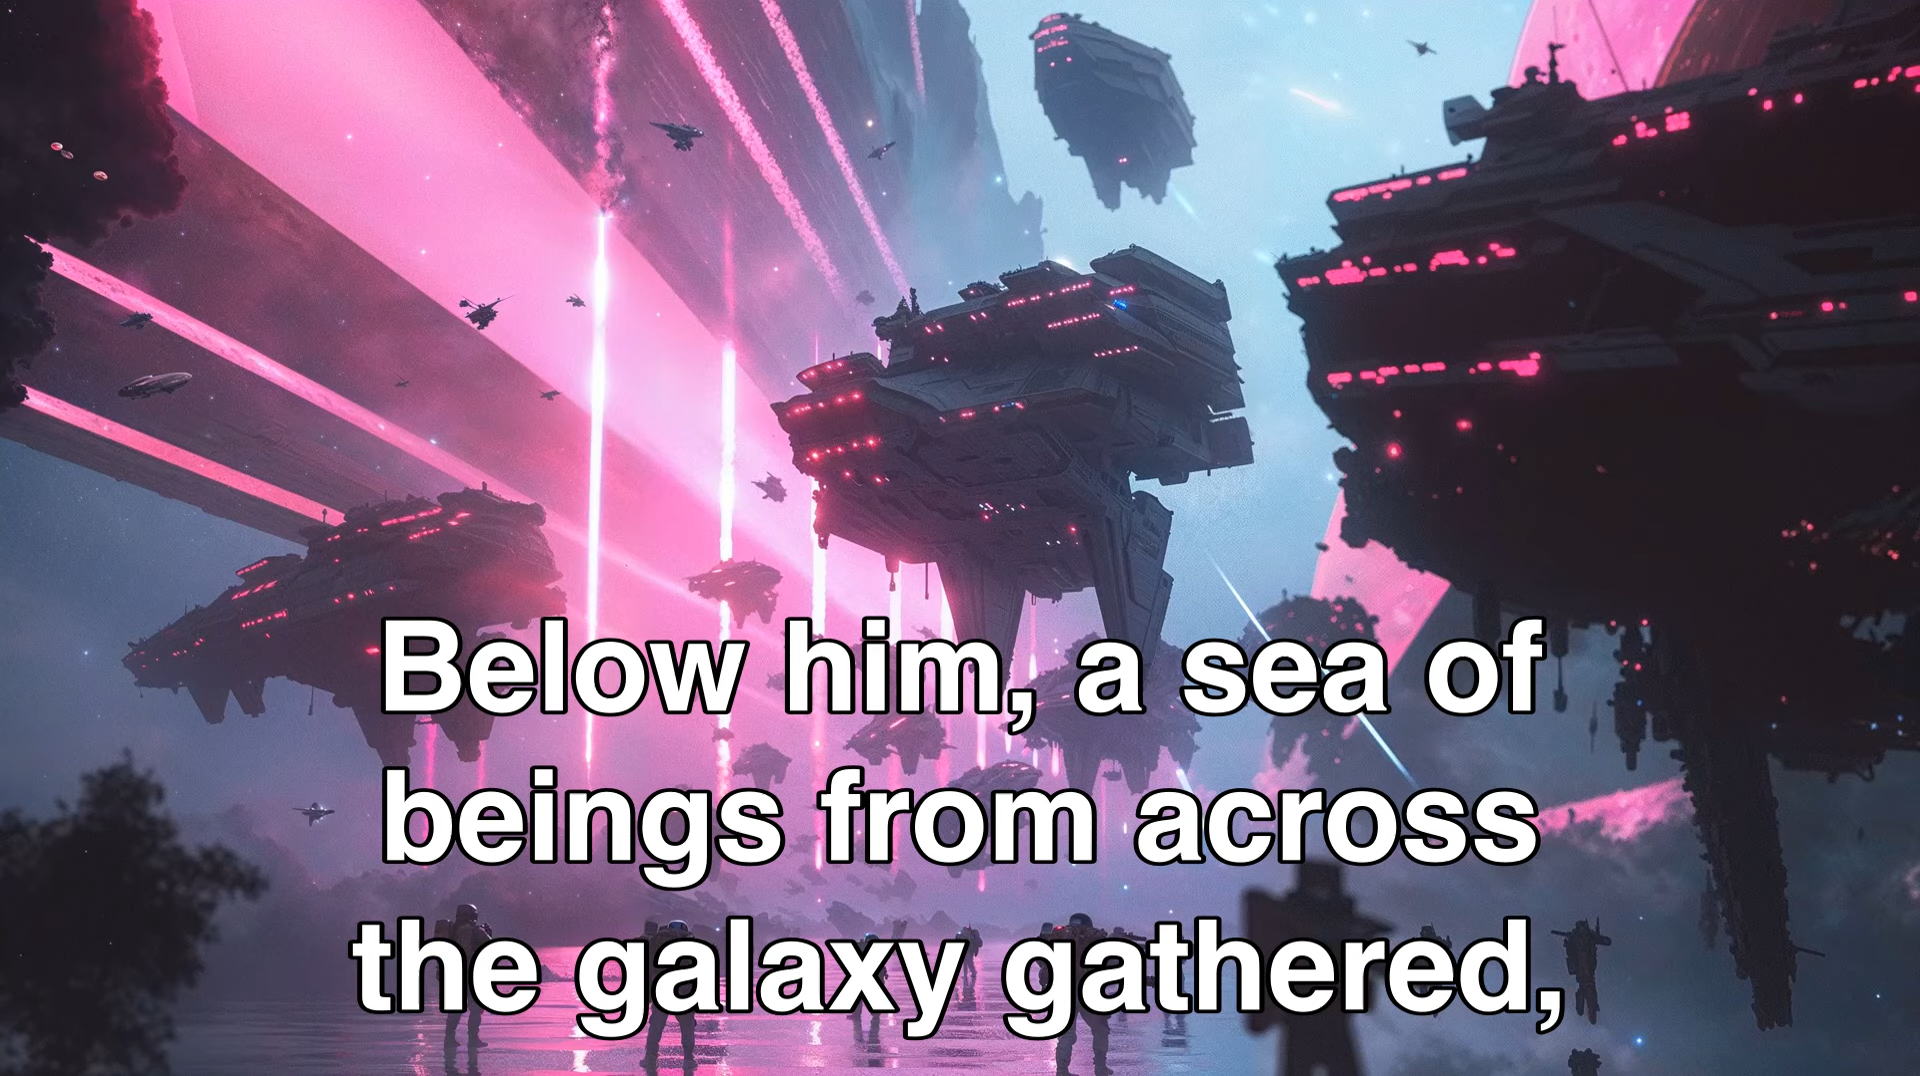 Below him, a sea of
beings from across
the galaxy gathered,